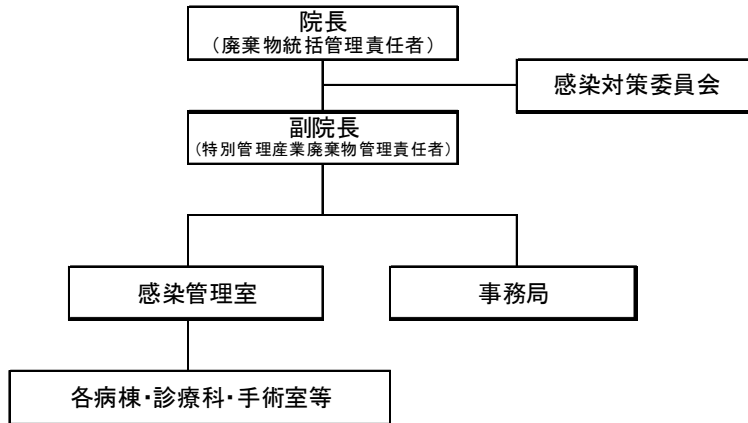 院長
（廃棄物統括管理責任者）
感染対策委員会
副院長
（特別管理産業廃棄物管理責任者）
感染管理室
事務局
各病棟・診療科・手術室等